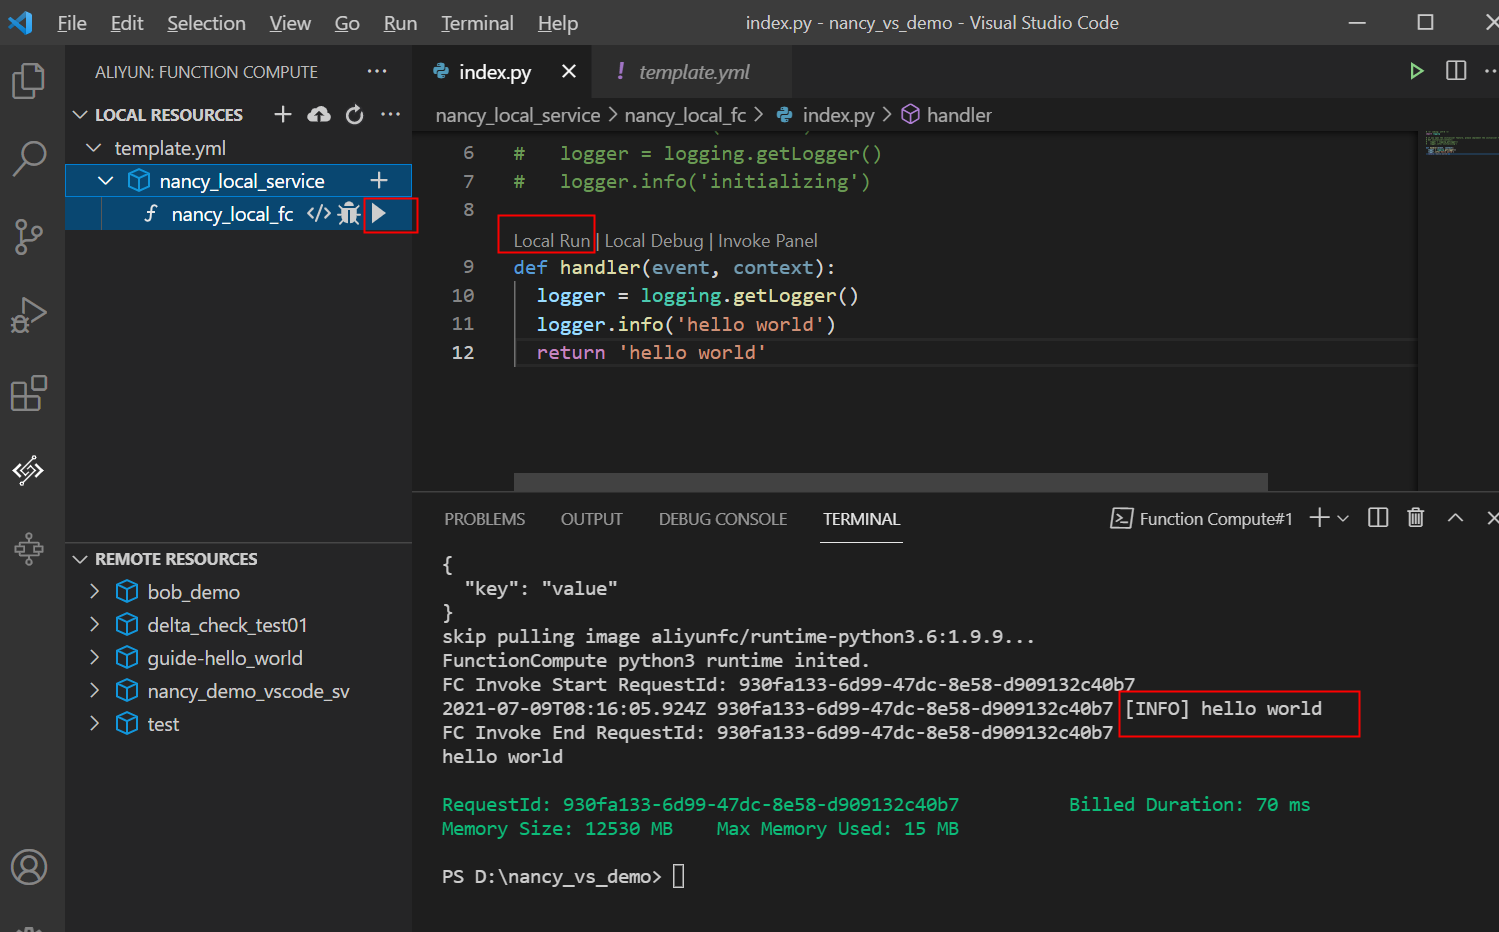 File Edit Selection View Go Run Terminal Help
index.py - nancy_vs_demo - Visual Studio Code
ALIYUN: FUNCTION COMPUTE
LOCAL RESOURCES
template.yml
nancy_local_service
nancy_local_fc
REMOTE RESOURCES
bob_demo
delta_check_test01
guide-hello_world
nancy_demo_vscode_sv
test
index.py
! template.yml
nancy_local_service > nancy_local_fc > index.py > handler
6 # logger = logging.getLogger()
7 # logger.info('initializing')
8
Local Run | Local Debug | Invoke Panel
9 def handler(event, context):
10 logger = logging.getLogger()
11 logger.info('hello world')
12 return 'hello world'
PROBLEMS OUTPUT DEBUG CONSOLE TERMINAL
Function Compute#1
{
"key": "value"
}
skip pulling image aliyunfc/runtime-python3.6:1.9.9...
FunctionCompute python3 runtime inited.
FC Invoke Start RequestId: 930fa133-6d99-47dc-8e58-d909132c40b7
2021-07-09T08:16:05.924Z 930fa133-6d99-47dc-8e58-d909132c40b7 [INFO] hello world
FC Invoke End RequestId: 930fa133-6d99-47dc-8e58-d909132c40b7
hello world
RequestId: 930fa133-6d99-47dc-8e58-d909132c40b7 Billed Duration: 70 ms
Memory Size: 12530 MB Max Memory Used: 15 MB
PS D:\nancy_vs_demo>